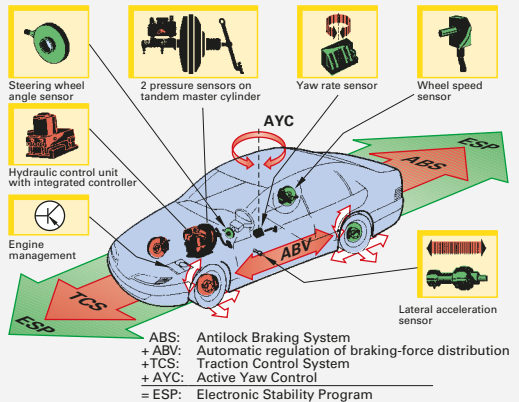 Steering wheel
angle sensor
2 pressure sensors on
tandem master cylinder
Yaw rate sensor
Wheel speed
sensor
Hydraulic control unit
with integrated controller
AYC
ABS
ESP
Engine
management
ABV
TCS
ESP
Lateral acceleration
sensor
ABS: Antilock Braking System
+ ABV: Automatic regulation of braking-force distribution
+TCS: Traction Control System
+ AYC: Active Yaw Control
= ESP: Electronic Stability Program